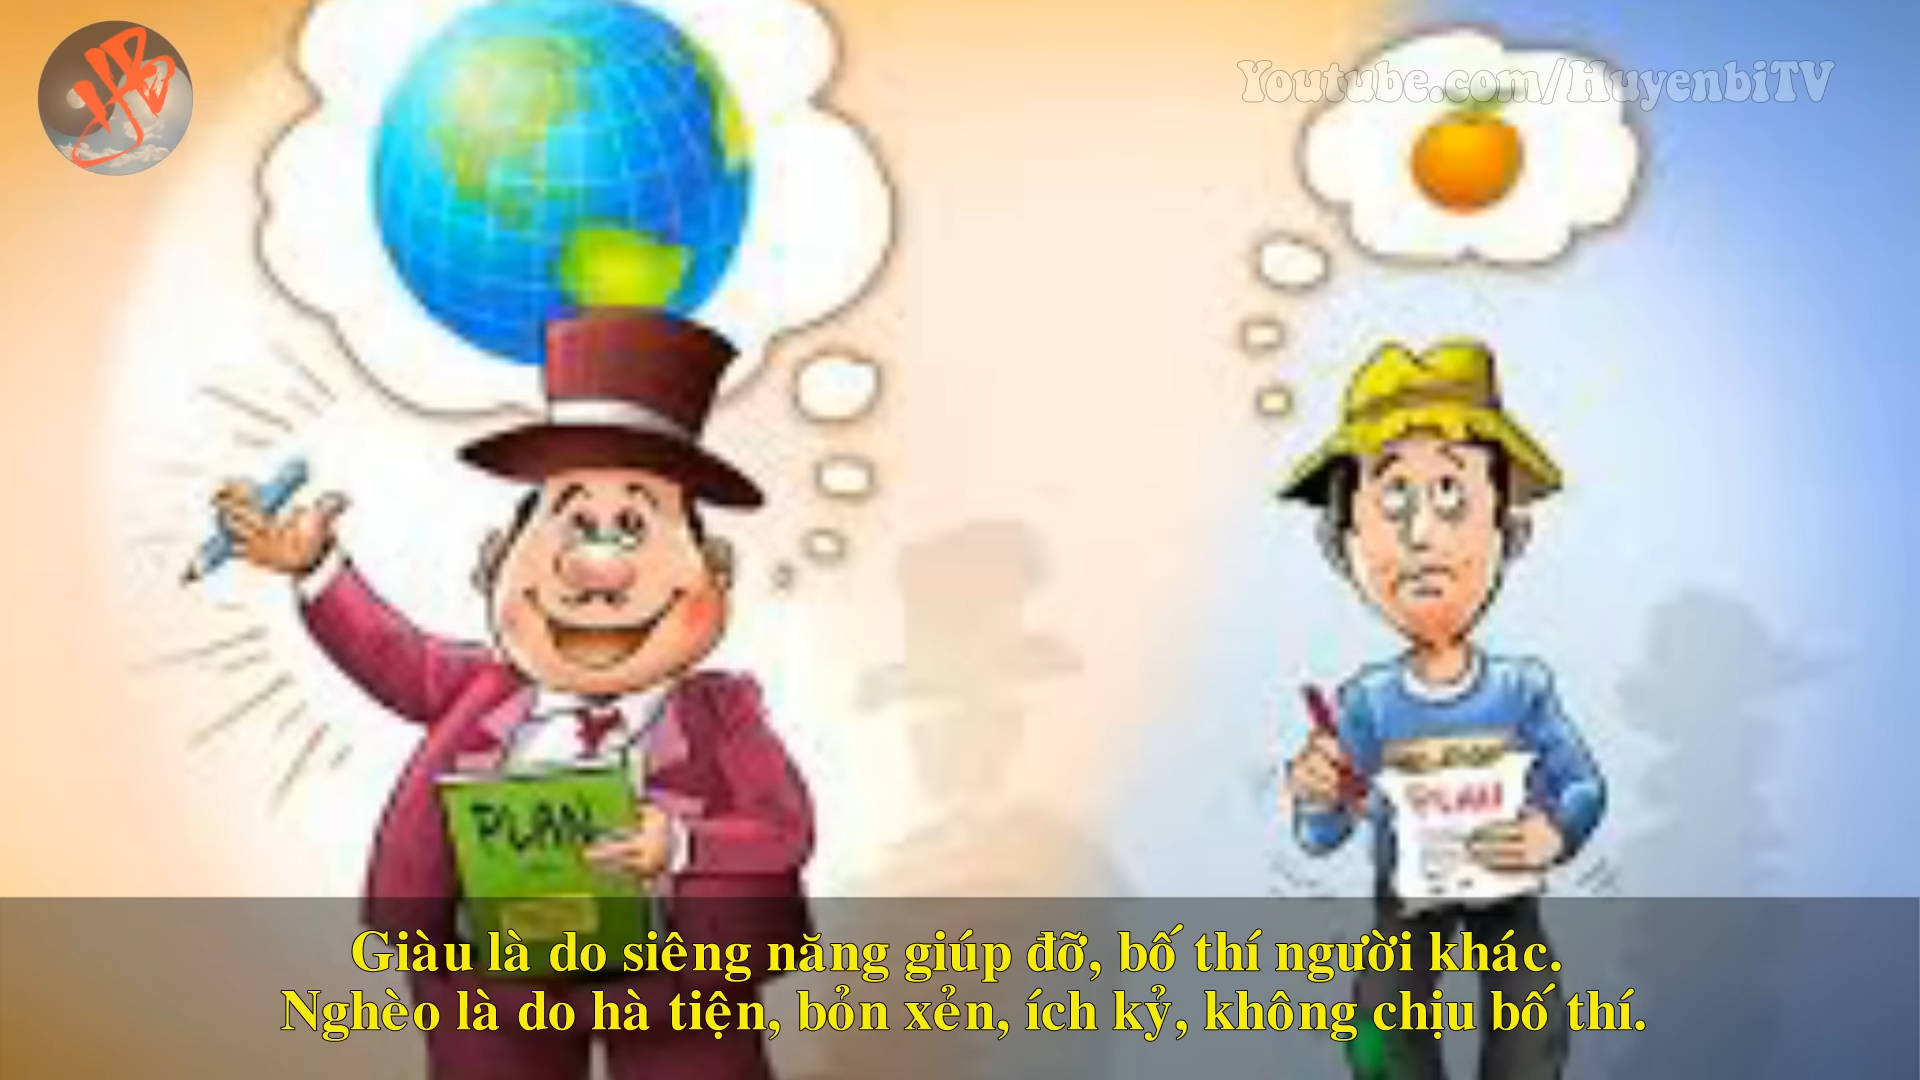 Youtube.com/HuyenbiTV
PLAN
PLAN
Giàu là do siêng năng giúp đỡ, bố thí người khác.
Nghèo là do hà tiện, bỏn xẻn, ích kỷ, không chịu bố thí.